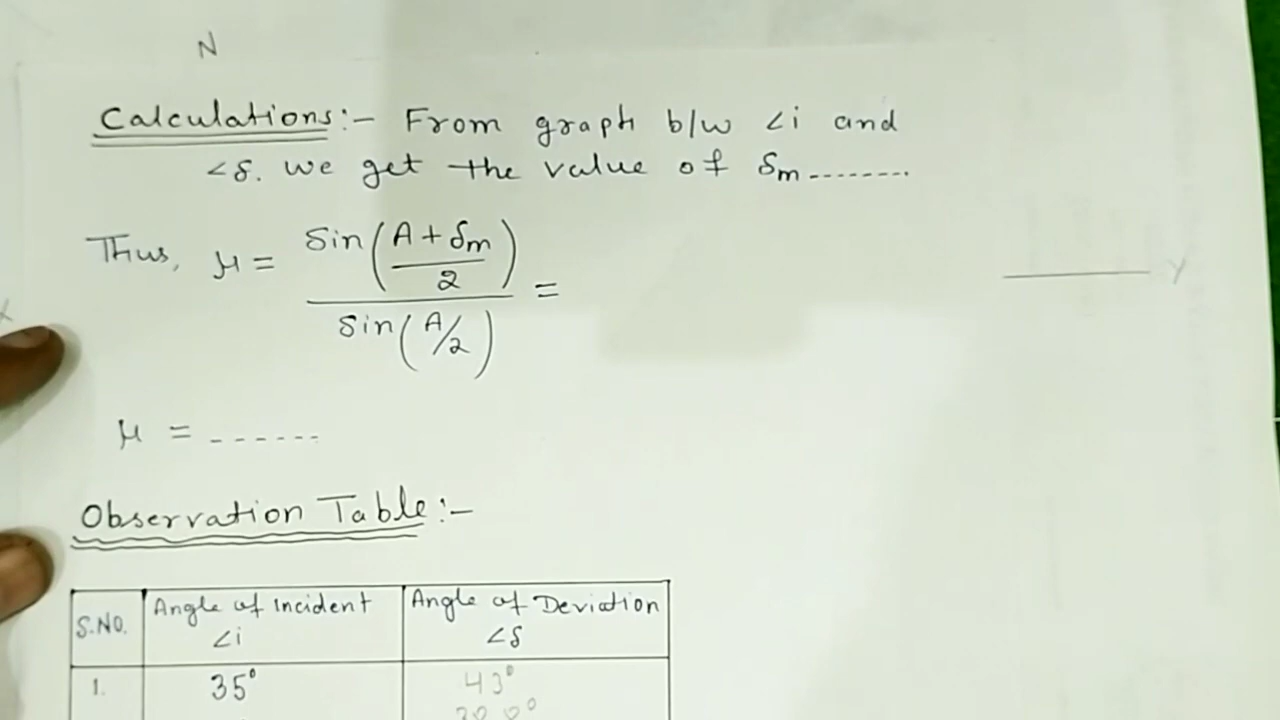 N
Calculations:- From graph b/w ∠i and
∠δ. we get the value of δm--------.
Thus, μ = sin((A + δm)/2) / sin(A/2) =
Y
μ = ------
Observation Table:-
S.NO. Angle of Incident ∠i Angle of Deviation ∠δ
1. 35° 43°